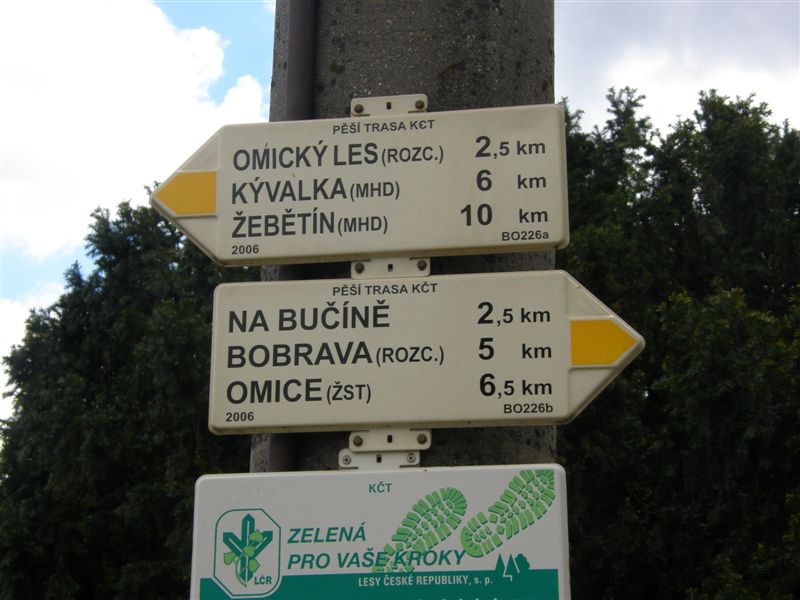 PĚŠÍ TRASA KČT
OMICKÝ LES (ROZC.) 2,5 km
KÝVALKA (MHD) 6 km
ŽEBĚTÍN (MHD) 10 km
2006 BO226a
PĚŠÍ TRASA KČT
NA BUČÍNĚ 2,5 km
BOBRAVA (ROZC.) 5 km
OMICE (ŽST) 6,5 km
2006 BO226b
KČT
ZELENÁ
PRO VAŠE KROKY
LČR
LESY ČESKÉ REPUBLIKY, s. p.